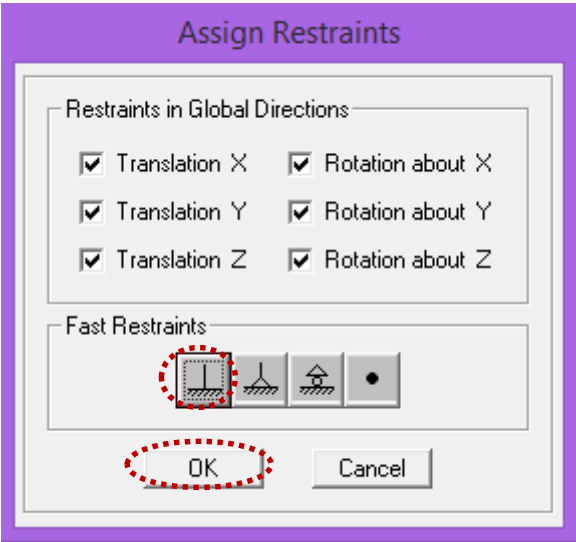 Assign Restraints
Restraints in Global Directions
Translation X Rotation about X
Translation Y Rotation about Y
Translation Z Rotation about Z
Fast Restraints
OK Cancel